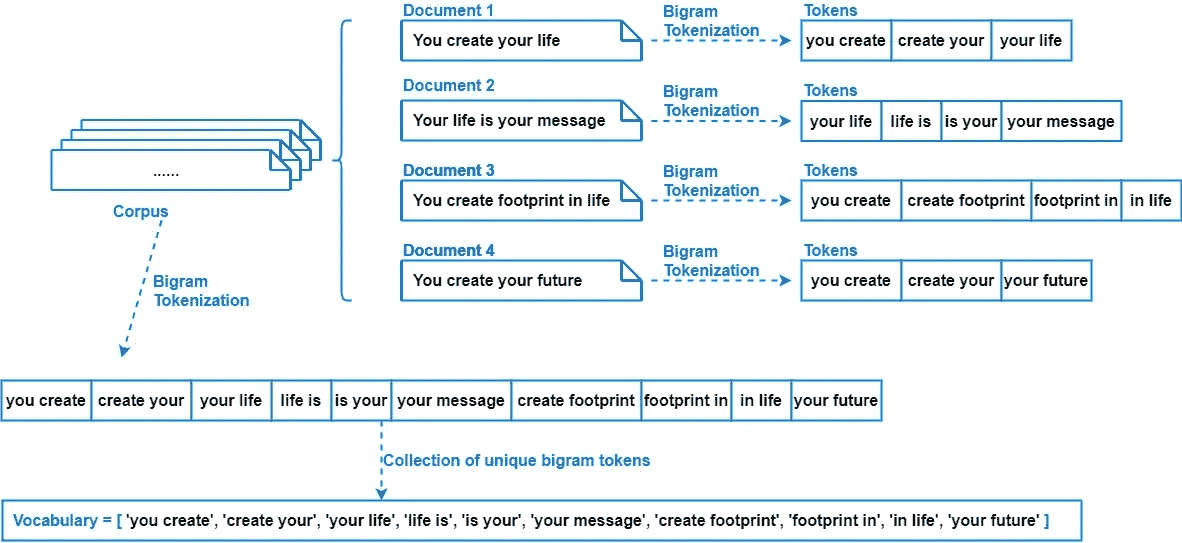 Document 1
Bigram
Tokenization
Tokens
You create your life
you create create your your life
Document 2
Bigram
Tokenization
Tokens
Your life is your message
your life life is is your your message
......
Document 3
Bigram
Tokenization
Tokens
You create footprint in life
you create create footprint footprint in in life
Corpus
Document 4
Bigram
Tokenization
Tokens
You create your future
you create create your your future
Bigram
Tokenization
you create create your your life life is is your your message create footprint footprint in in life your future
Collection of unique bigram tokens
Vocabulary = [ 'you create', 'create your', 'your life', 'life is', 'is your', 'your message', 'create footprint', 'footprint in', 'in life', 'your future' ]